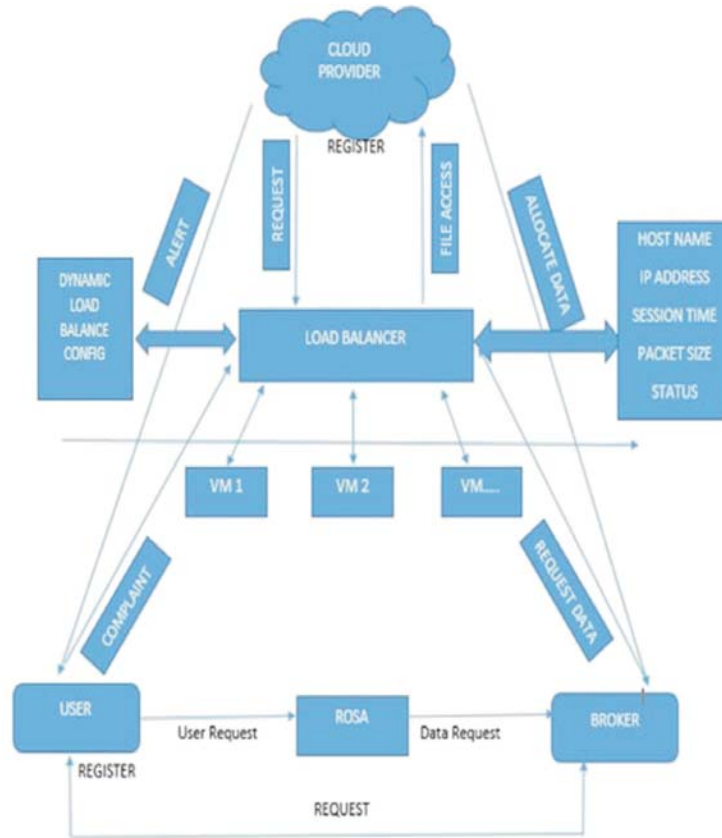 CLOUD
PROVIDER
REGISTER
REQUEST
FILE ACCESS
ALERT
ALLOCATE DATA
DYNAMIC
LOAD
BALANCE
CONFIG
LOAD BALANCER
HOST NAME
IP ADDRESS
SESSION TIME
PACKET SIZE
STATUS
VM 1
VM 2
VM.....
COMPLAINT
REQUEST DATA
USER
User Request
ROSA
Data Request
BROKER
REGISTER
REQUEST